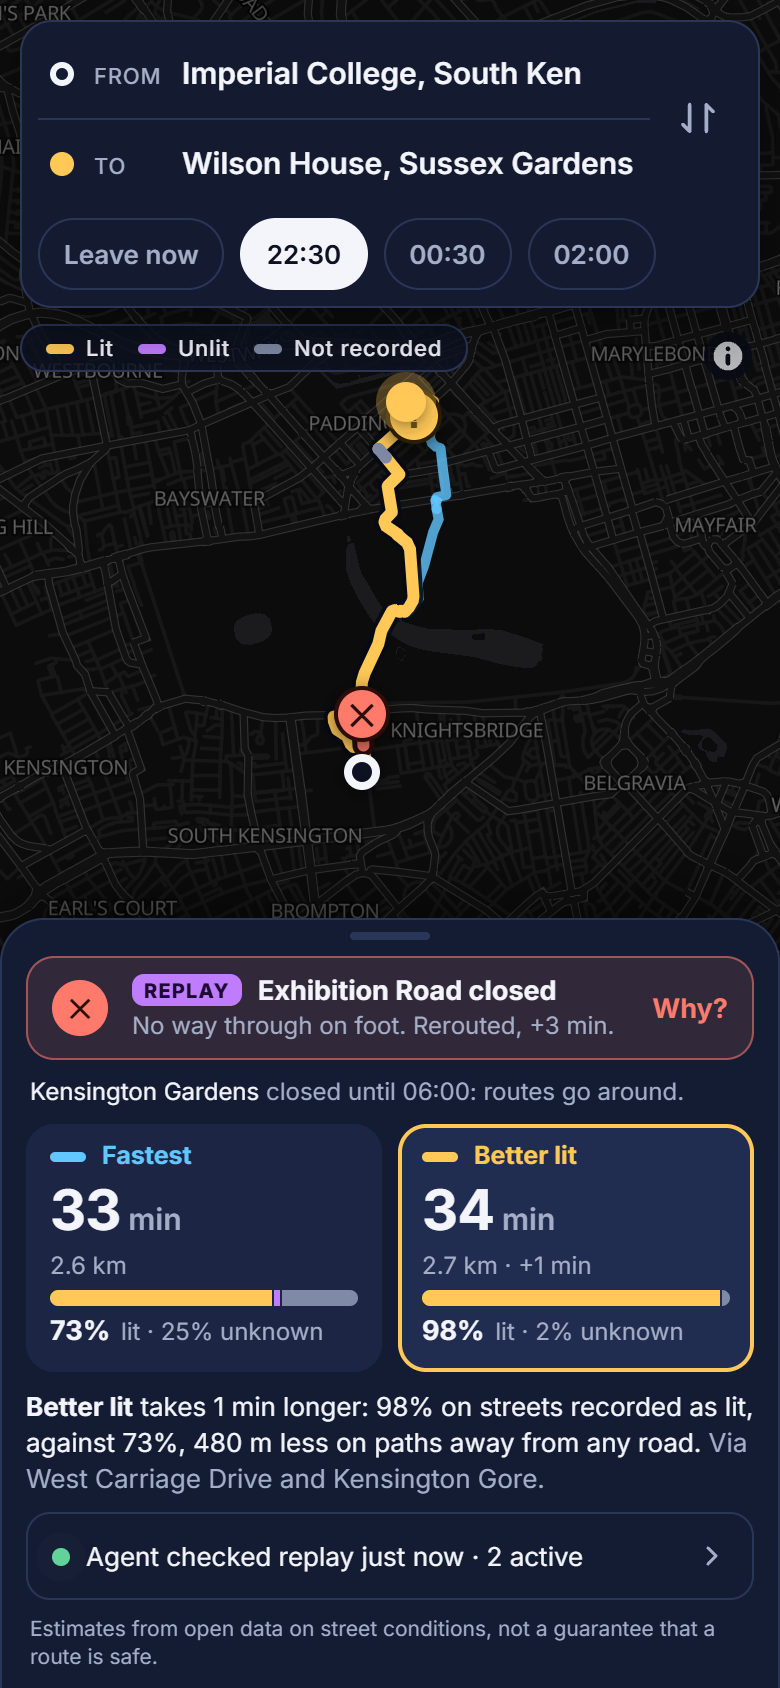 'S PARK
FROM Imperial College, South Ken
TO Wilson House, Sussex Gardens
Leave now 22:30 00:30 02:00
Lit Unlit Not recorded
MARYLEBON
WESTBOURNE
PADDIN
BAYSWATER
G HILL
MAYFAIR
KNIGHTSBRIDGE
KENSINGTON
BELGRAVIA
SOUTH KENSINGTON
EARL'S COURT
BROMPTON
REPLAY Exhibition Road closed
No way through on foot. Rerouted, +3 min.
Why?
Kensington Gardens closed until 06:00: routes go around.
Fastest
33 min
2.6 km
73% lit · 25% unknown
Better lit
34 min
2.7 km · +1 min
98% lit · 2% unknown
Better lit takes 1 min longer: 98% on streets recorded as lit,
against 73%, 480 m less on paths away from any road. Via
West Carriage Drive and Kensington Gore.
Agent checked replay just now · 2 active
Estimates from open data on street conditions, not a guarantee that a
route is safe.